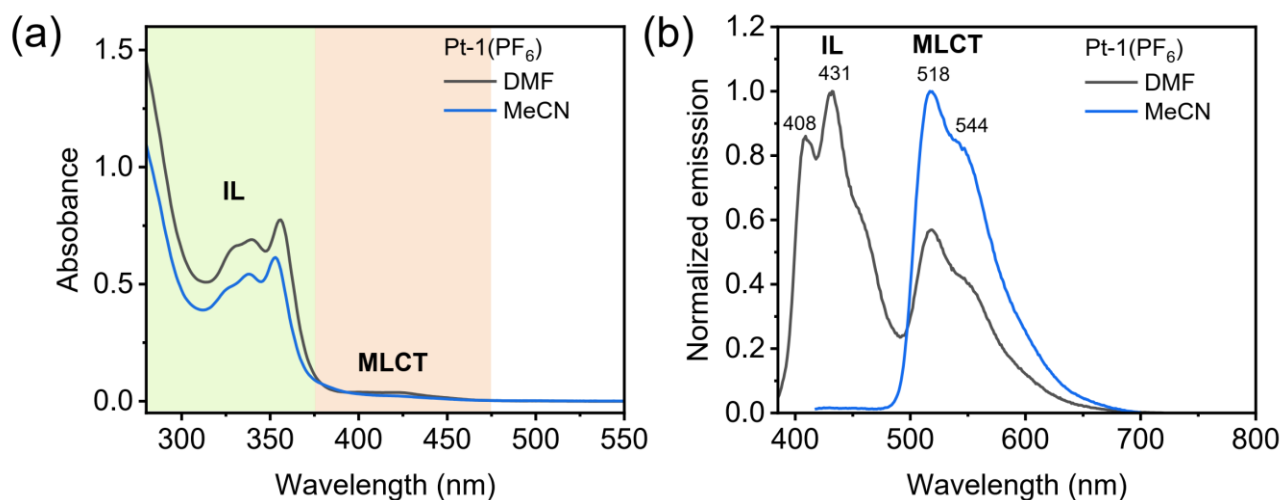 (a)
Pt-1(PF₆)
DMF
MeCN
IL
MLCT
1.5
1.0
0.5
0.0
Absobance
300 350 400 450 500 550
Wavelength (nm)
(b)
IL MLCT
Pt-1(PF₆)
DMF
MeCN
431 518
408 544
1.2
1.0
0.8
0.6
0.4
0.2
0.0
Normalized emisssion
400 500 600 700 800
Wavelength (nm)